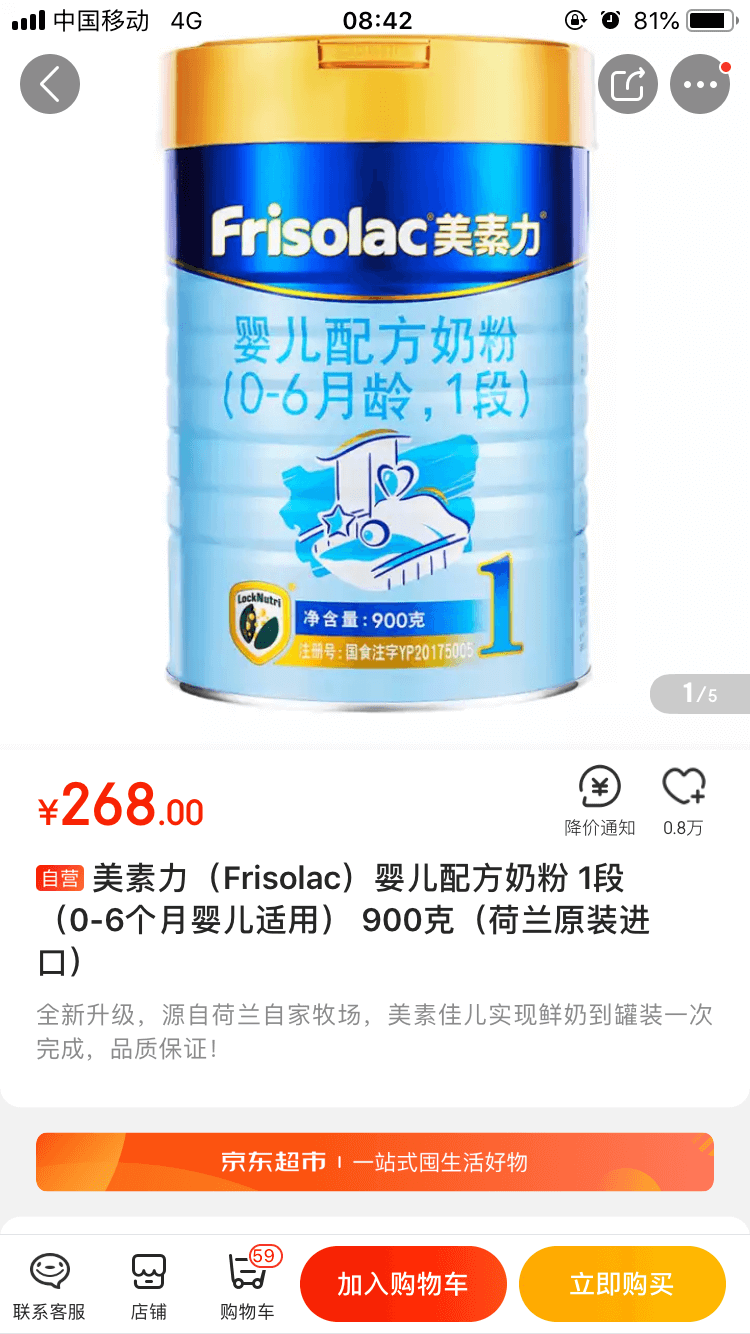 中国移动 4G 08:42 81%
Frisolac®美素力®
婴儿配方奶粉
(0-6月龄,1段)
LockNutri
净含量:900克
注册号:国食注字YP20175005
1
1/5
¥268.00
降价通知
0.8万
自营 美素力（Frisolac）婴儿配方奶粉 1段
（0-6个月婴儿适用） 900克（荷兰原装进
口）
全新升级，源自荷兰自家牧场，美素佳儿实现鲜奶到罐装一次
完成，品质保证！
京东超市 | 一站式囤生活好物
59
联系客服
店铺
购物车
加入购物车
立即购买